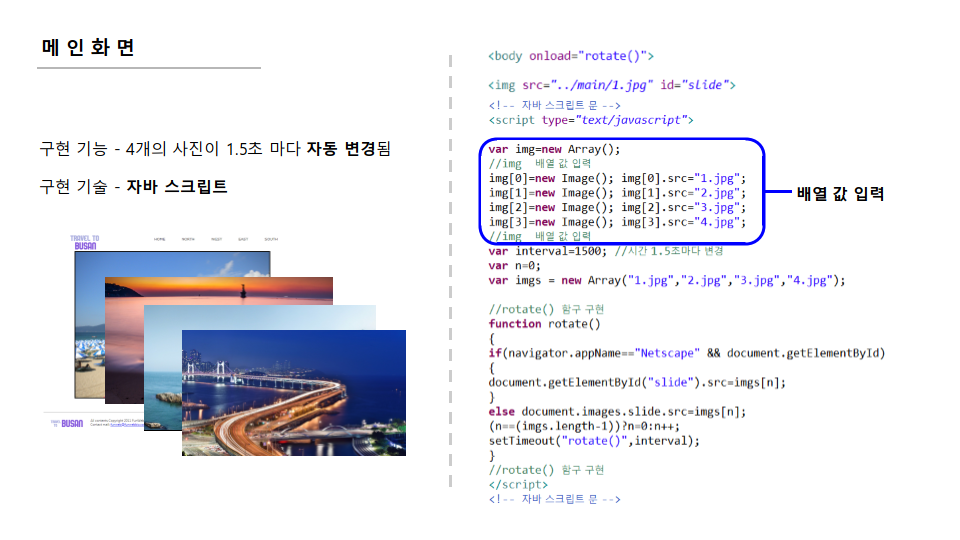 메 인 화 면
구현 기능 - 4개의 사진이 1.5초 마다 자동 변경됨
구현 기술 - 자바 스크립트
TRAVEL TO
BUSAN
HOME NORTH WEST EAST SOUTH
BUSAN
<body onload="rotate()">
<img src="../main/1.jpg" id="slide">
<!-- 자바 스크립트 문 -->
<script type="text/javascript">
var img=new Array();
//img 배열 값 입력
img[0]=new Image(); img[0].src="1.jpg";
img[1]=new Image(); img[1].src="2.jpg";
img[2]=new Image(); img[2].src="3.jpg";
img[3]=new Image(); img[3].src="4.jpg";
//img 배열 값 입력
배열 값 입력
var interval=1500; //시간 1.5초마다 변경
var n=0;
var imgs = new Array("1.jpg","2.jpg","3.jpg","4.jpg");
//rotate() 함구 구현
function rotate()
{
if(navigator.appName=="Netscape" && document.getElementById)
{
document.getElementById("slide").src=imgs[n];
}
else document.images.slide.src=imgs[n];
(n==(imgs.length-1))?n=0:n++;
setTimeout("rotate()",interval);
}
//rotate() 함구 구현
</script>
<!-- 자바 스크립트 문 -->